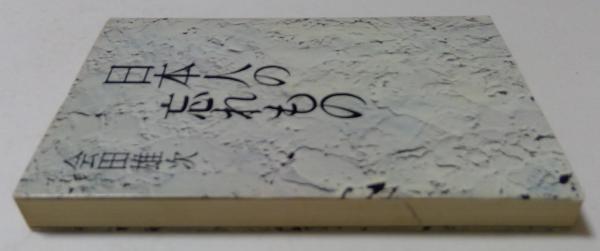 日本人の
忘れもの
会田雄次